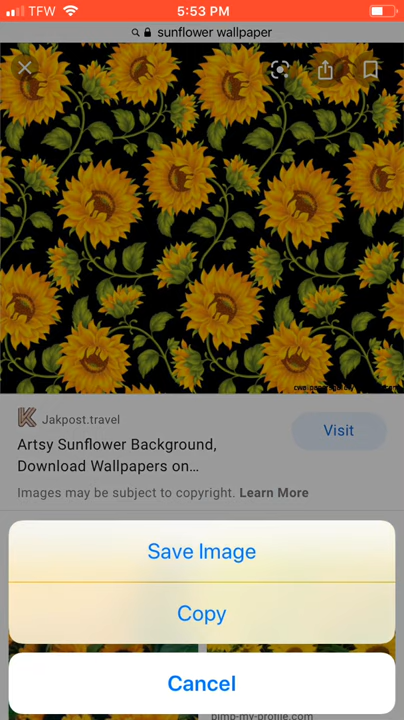 TFW 5:53 PM
sunflower wallpaper
Jakpost.travel
Artsy Sunflower Background,
Download Wallpapers on...
Visit
Images may be subject to copyright. Learn More
Save Image
Copy
Cancel
pimp-my-profile.com